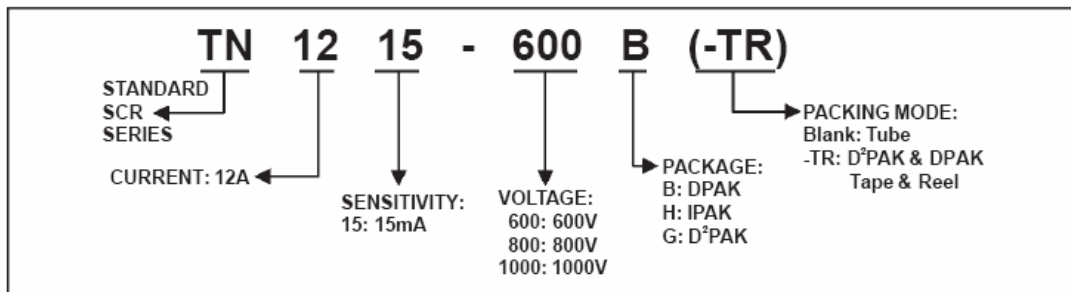 TN 12 15 - 600 B (-TR)
STANDARD
SCR
SERIES
CURRENT: 12A
SENSITIVITY:
15: 15mA
VOLTAGE:
600: 600V
800: 800V
1000: 1000V
PACKAGE:
B: DPAK
H: IPAK
G: D²PAK
PACKING MODE:
Blank: Tube
-TR: D²PAK & DPAK
Tape & Reel